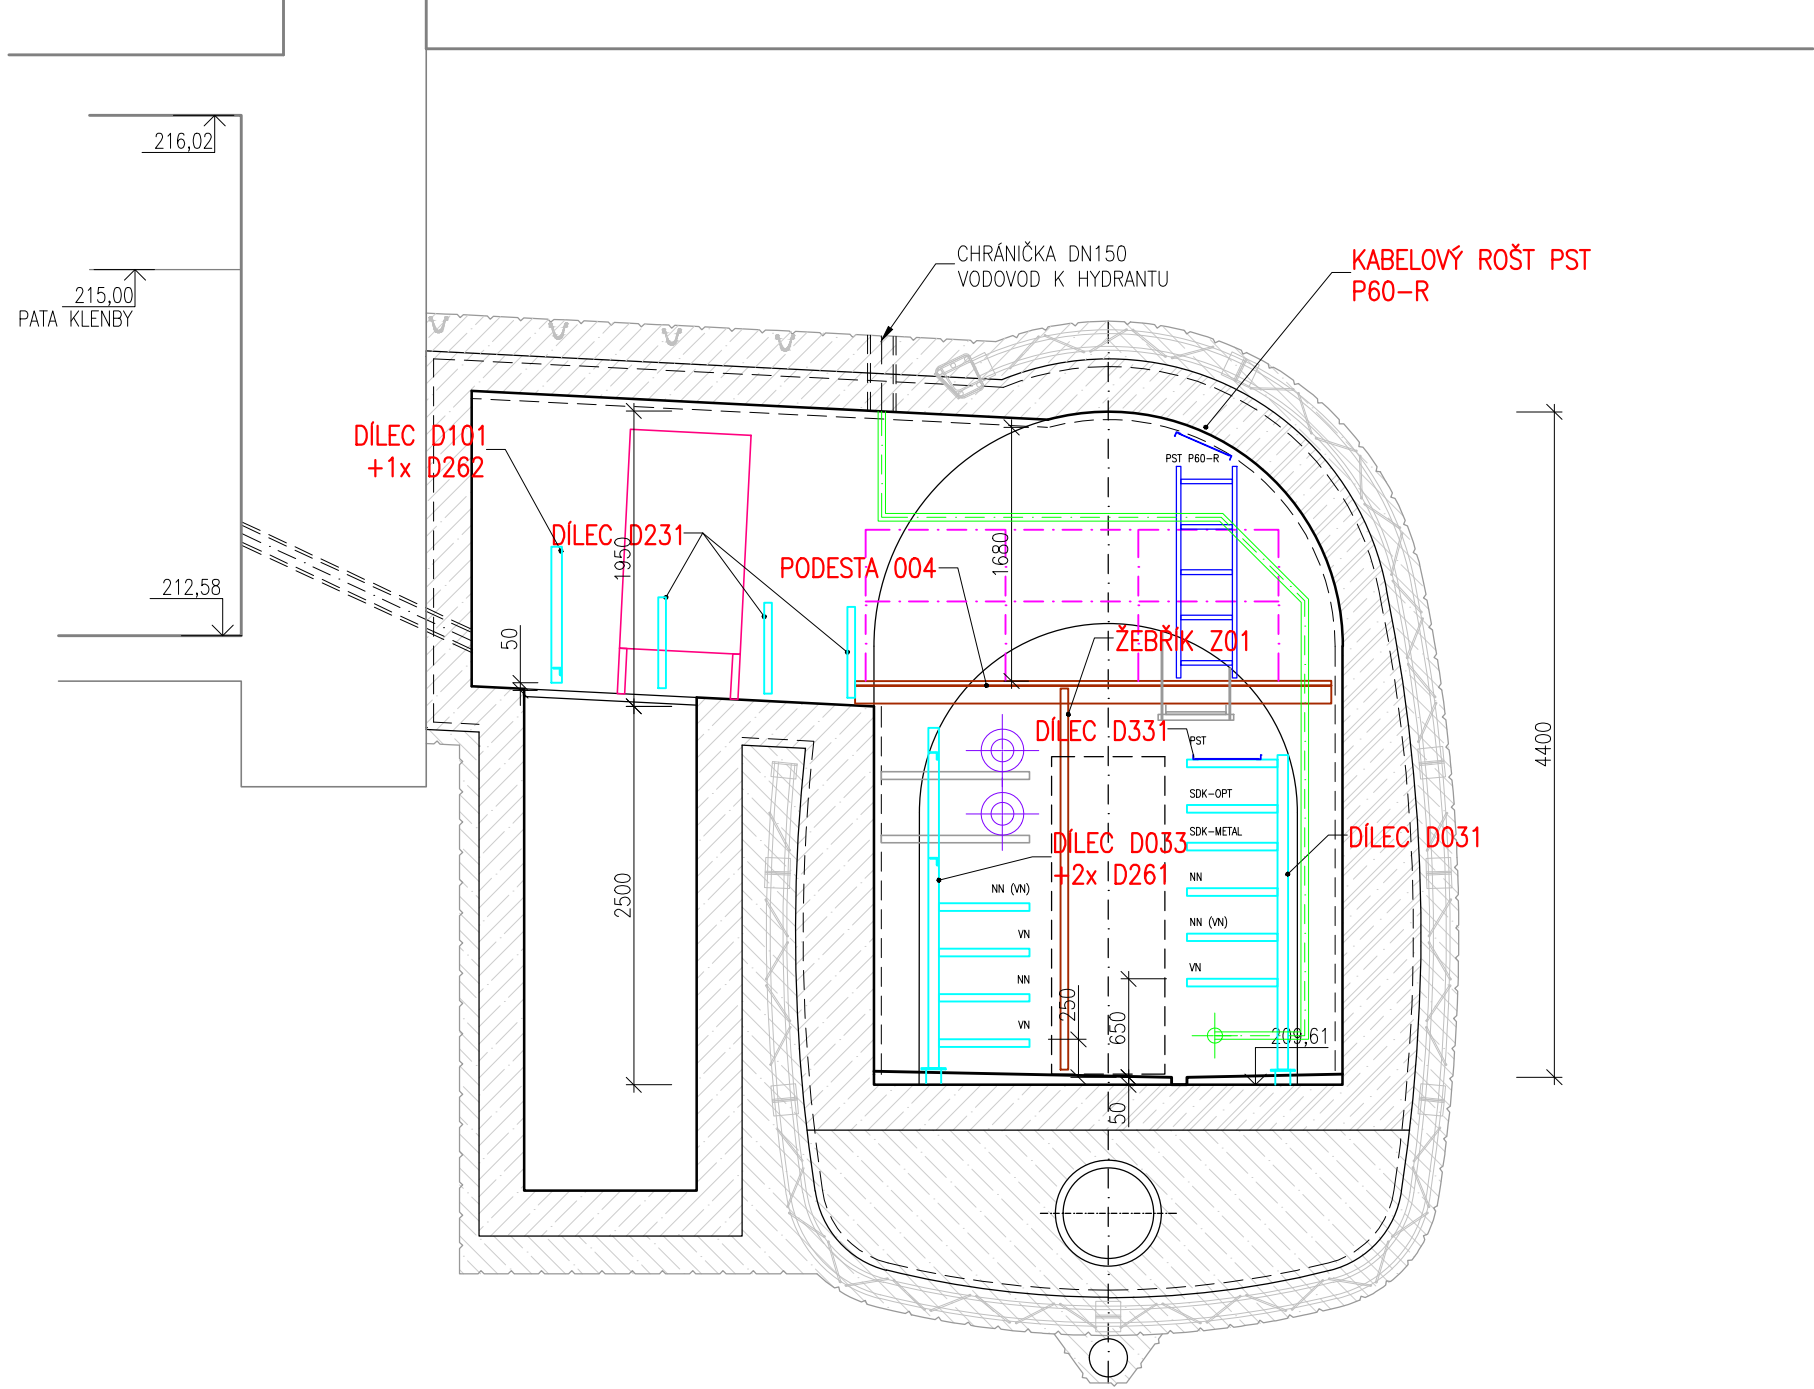 216,02
215,00
PATA KLENBY
212,58
CHRÁNIČKA DN150
VODOVOD K HYDRANTU
KABELOVÝ ROŠT PST
P60-R
DÍLEC D101
+1x D262
PST P60-R
DÍLEC D231
1950
1680
PODESTA 004
50
ŽEBŘÍK Z01
DÍLEC D331
PST
4400
SDK-OPT
SDK-METAL
DÍLEC D033
+2x D261
DÍLEC D031
NN
2500
NN (VN)
NN (VN)
VN
VN
NN
250
650
VN
209,61
50